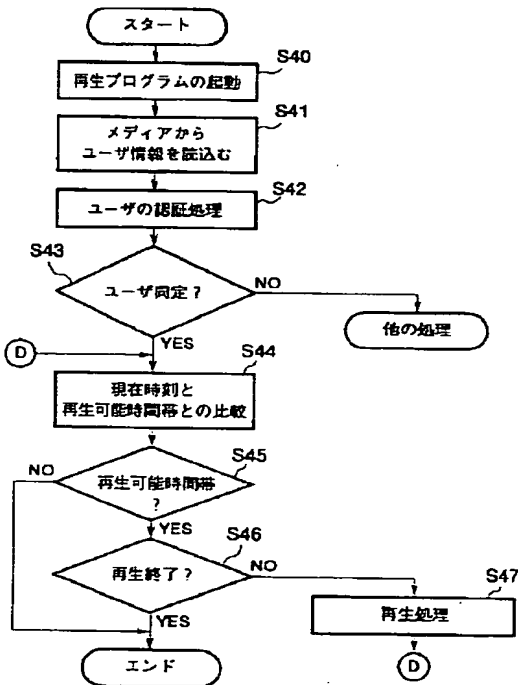 スタート
S40
再生プログラムの起動
S41
メディアから
ユーザ情報を読込む
S42
ユーザの認証処理
S43
ユーザ同定？
NO
他の処理
YES
D
S44
現在時刻と
再生可能時間帯との比較
S45
NO
再生可能時間帯
？
YES
S46
再生終了？
NO
S47
再生処理
YES
D
エンド